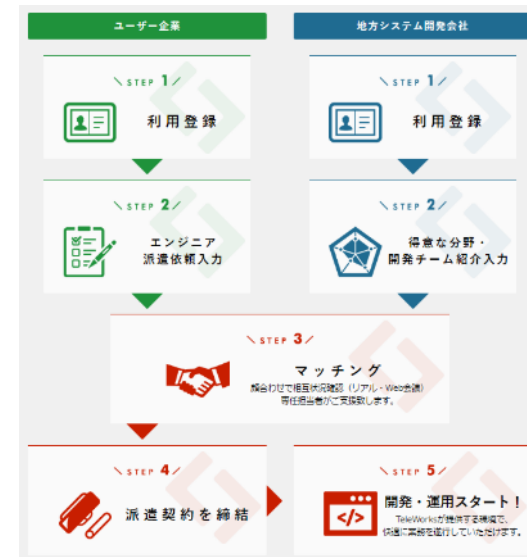 ユーザー企業
地方システム開発会社
STEP 1
利用登録
STEP 1
利用登録
STEP 2
エンジニア
派遣依頼入力
STEP 2
得意な分野・
開発チーム紹介入力
STEP 3
マッチング
顔合わせで相互状況確認（リアル・Web会議）
専任担当者がご支援致します。
STEP 4
派遣契約を締結
STEP 5
開発・運用スタート！
TeleWorksが提供する環境で、
快適に業務を遂行していただけます。